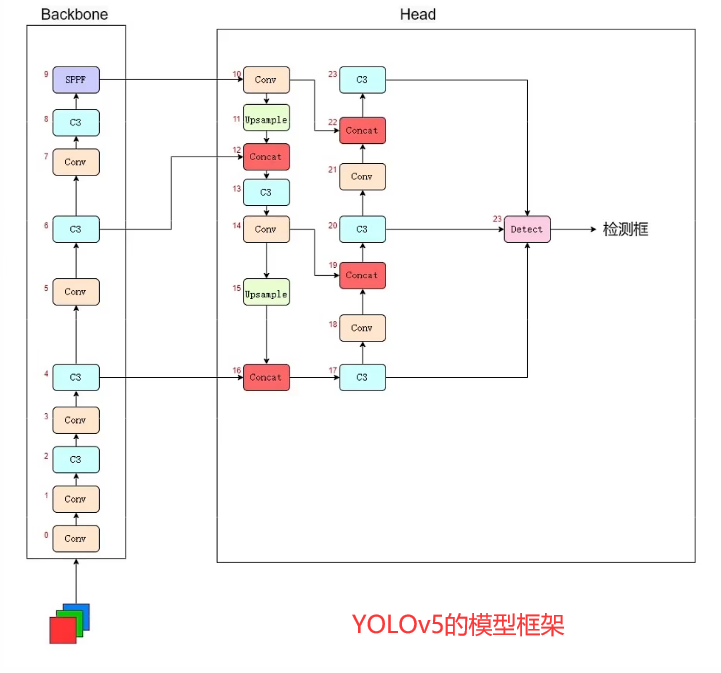 Backbone
Head
9
SPPF
8
C3
7
Conv
6
C3
5
Conv
4
C3
3
Conv
2
C3
1
Conv
0
Conv
10
Conv
11
Upsample
12
Concat
13
C3
14
Conv
15
Upsample
16
Concat
23
C3
22
Concat
21
Conv
20
C3
19
Concat
18
Conv
17
C3
23
Detect
检测框
YOLOv5的模型框架